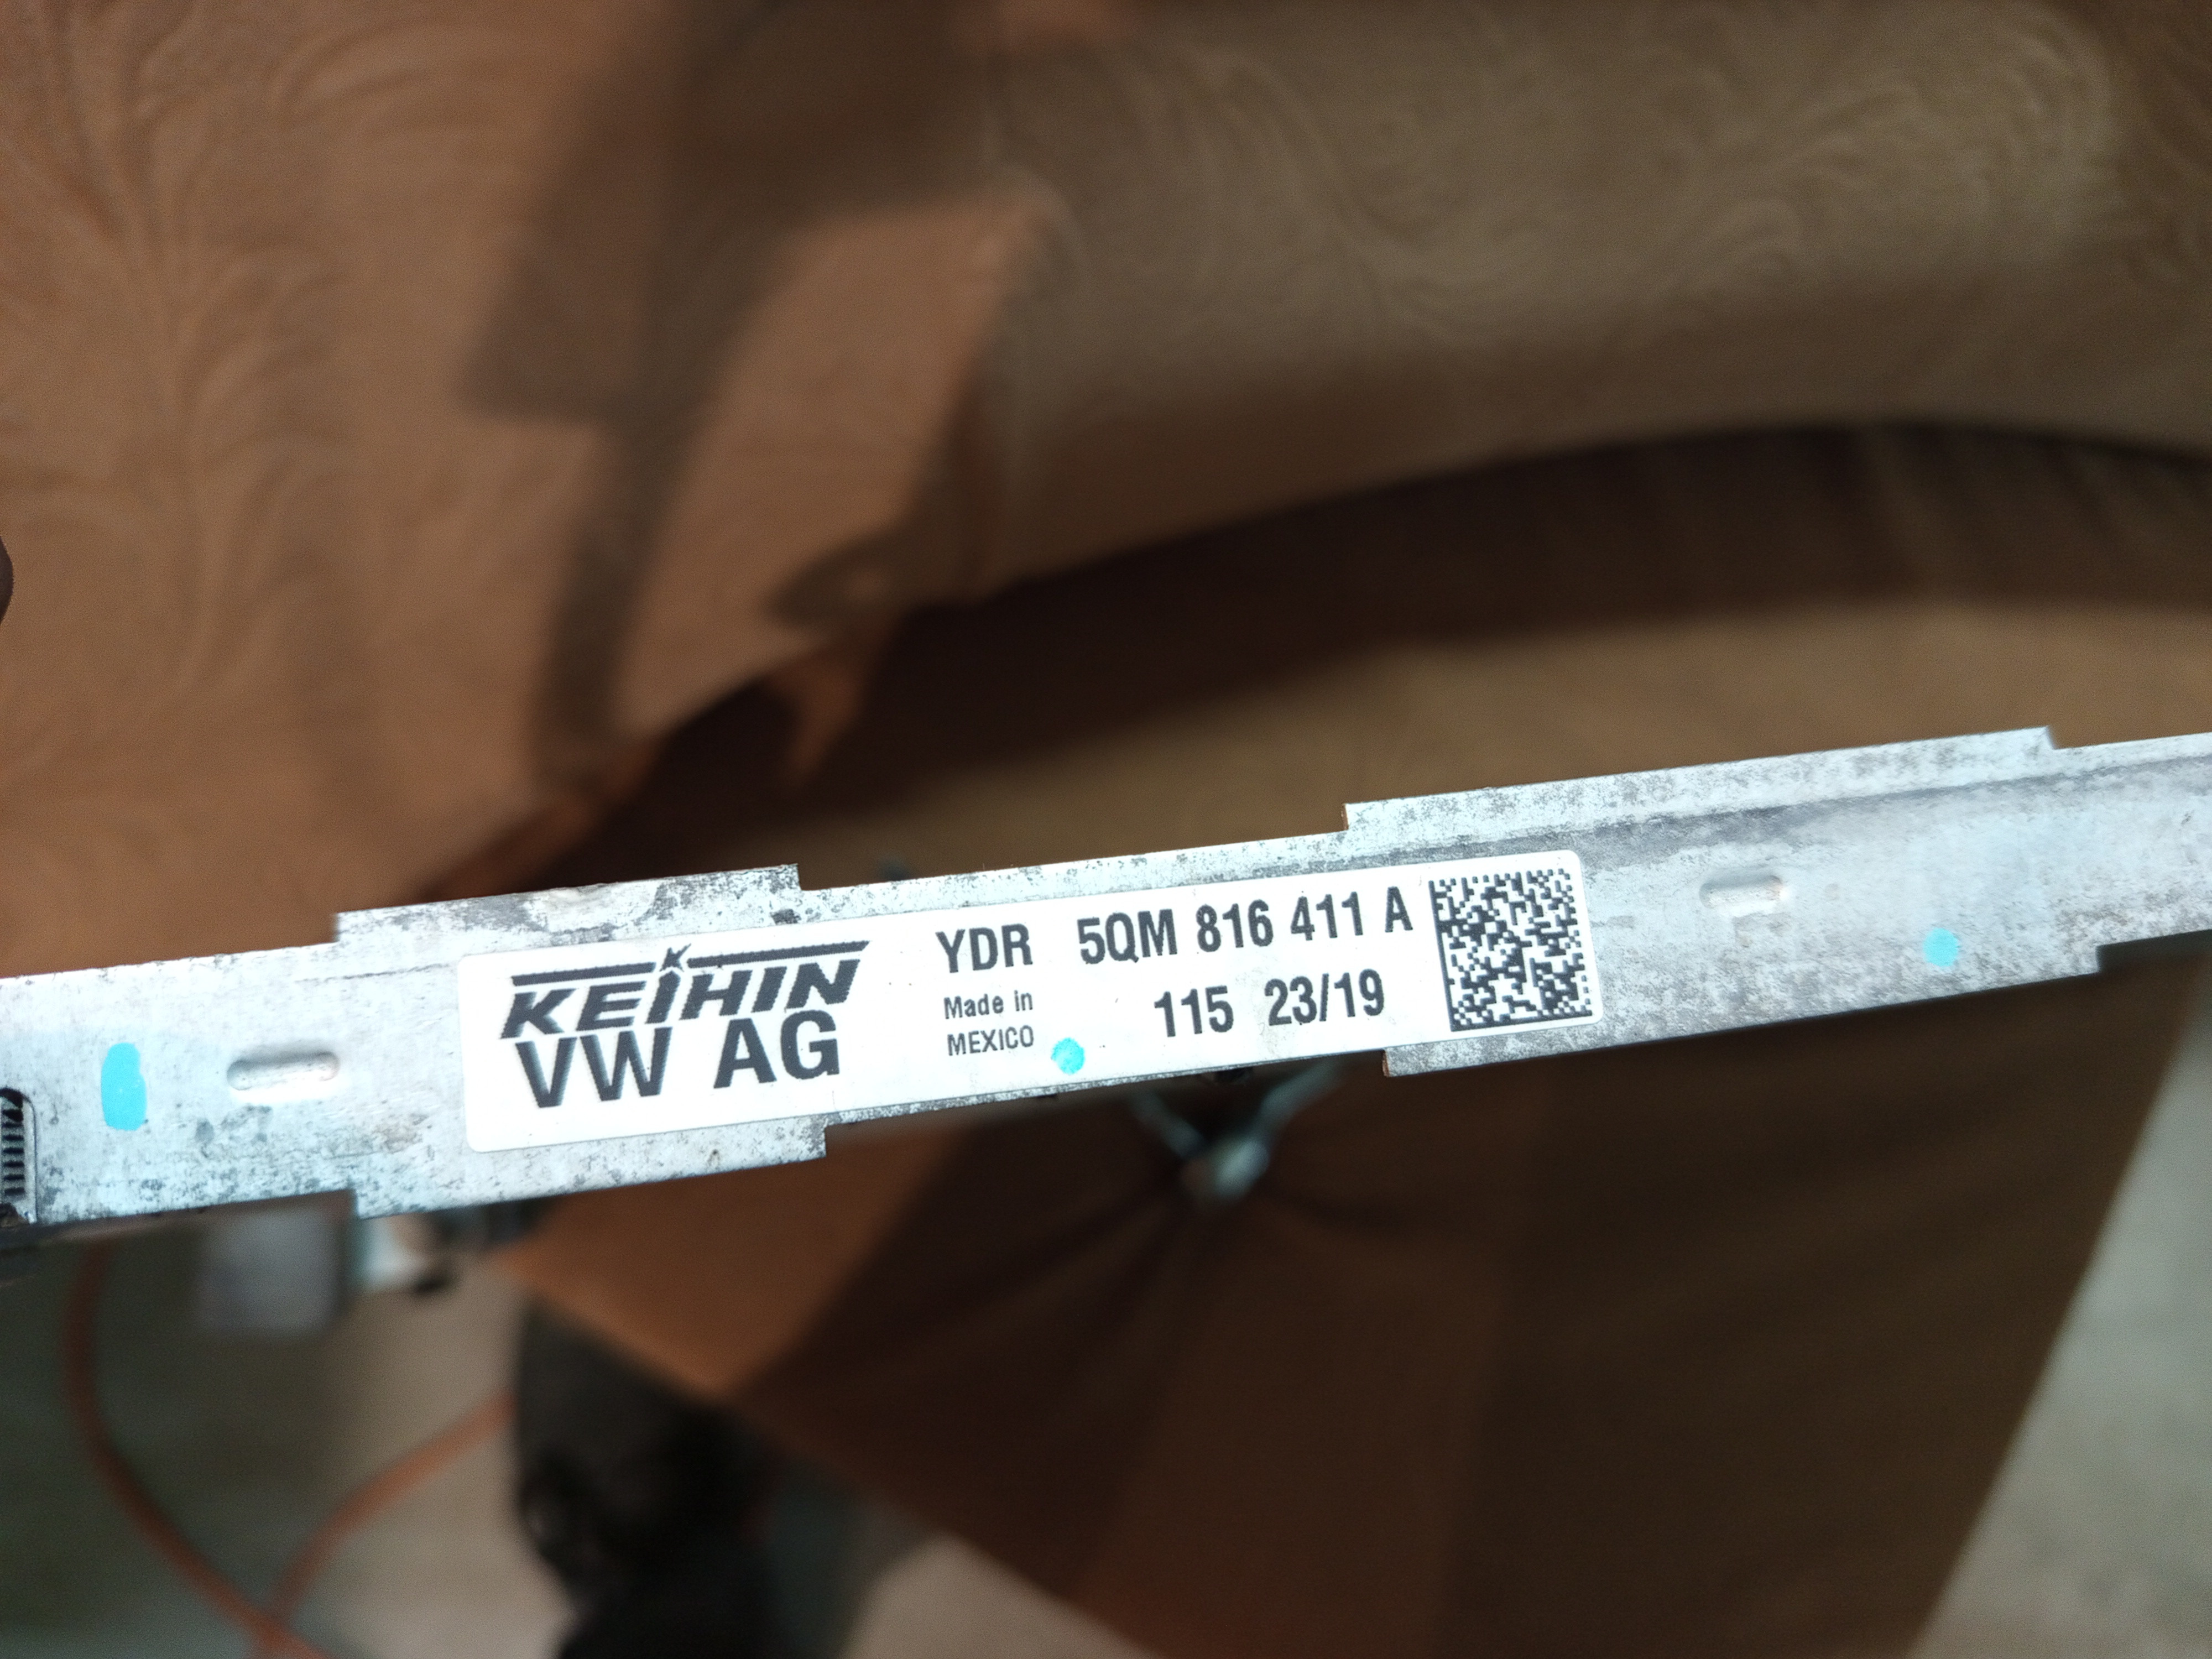 KEIHIN
VW AG
YDR 5QM 816 411 A
Made in
MEXICO
115 23/19